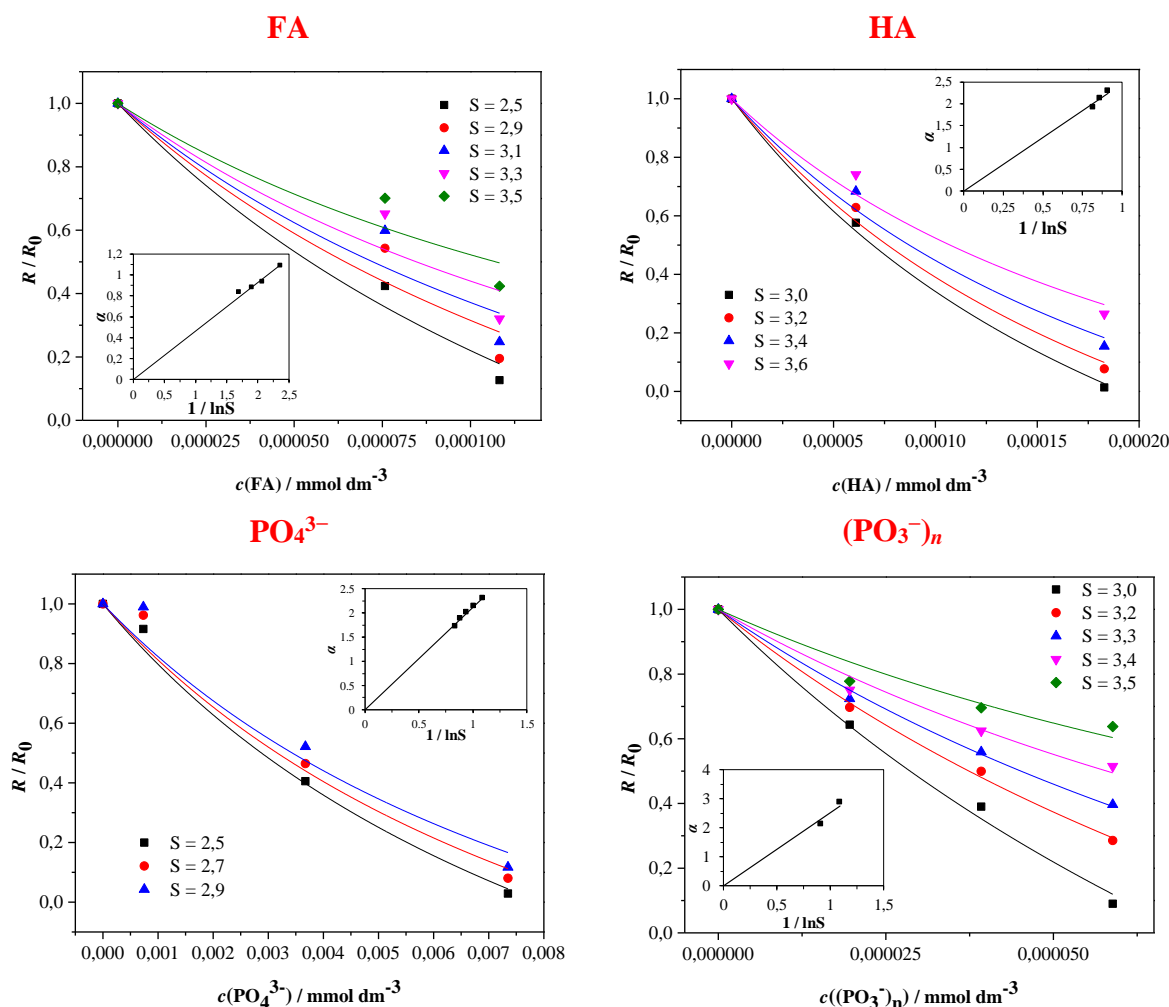 FA
1,0
0,8
0,6
0,4
0,2
0,0
R / R0
S = 2,5
S = 2,9
S = 3,1
S = 3,3
S = 3,5
1,2
1
0,8
0,6
0,4
0,2
0
α
0 0,5 1 1,5 2 2,5
1 / lnS
0,000000 0,000025 0,000050 0,000075 0,000100
c(FA) / mmol dm-3
HA
1,0
0,8
0,6
0,4
0,2
0,0
R / R0
2,5
2
1,5
1
0,5
0
α
0 0,25 0,5 0,75 1
1 / lnS
S = 3,0
S = 3,2
S = 3,4
S = 3,6
0,00000 0,00005 0,00010 0,00015 0,00020
c(HA) / mmol dm-3
PO4 3–
1,0
0,8
0,6
0,4
0,2
0,0
R / R0
2.5
2
1.5
1
0.5
0
α
0 0.5 1 1.5
1 / lnS
S = 2,5
S = 2,7
S = 2,9
0,000 0,001 0,002 0,003 0,004 0,005 0,006 0,007 0,008
c(PO4 3-) / mmol dm-3
(PO3–)n
1,0
0,8
0,6
0,4
0,2
0,0
R / R0
S = 3,0
S = 3,2
S = 3,3
S = 3,4
S = 3,5
4
3
2
1
0
α
0 0,5 1 1,5
1 / lnS
0,000000 0,000025 0,000050
c((PO3-)n) / mmol dm-3